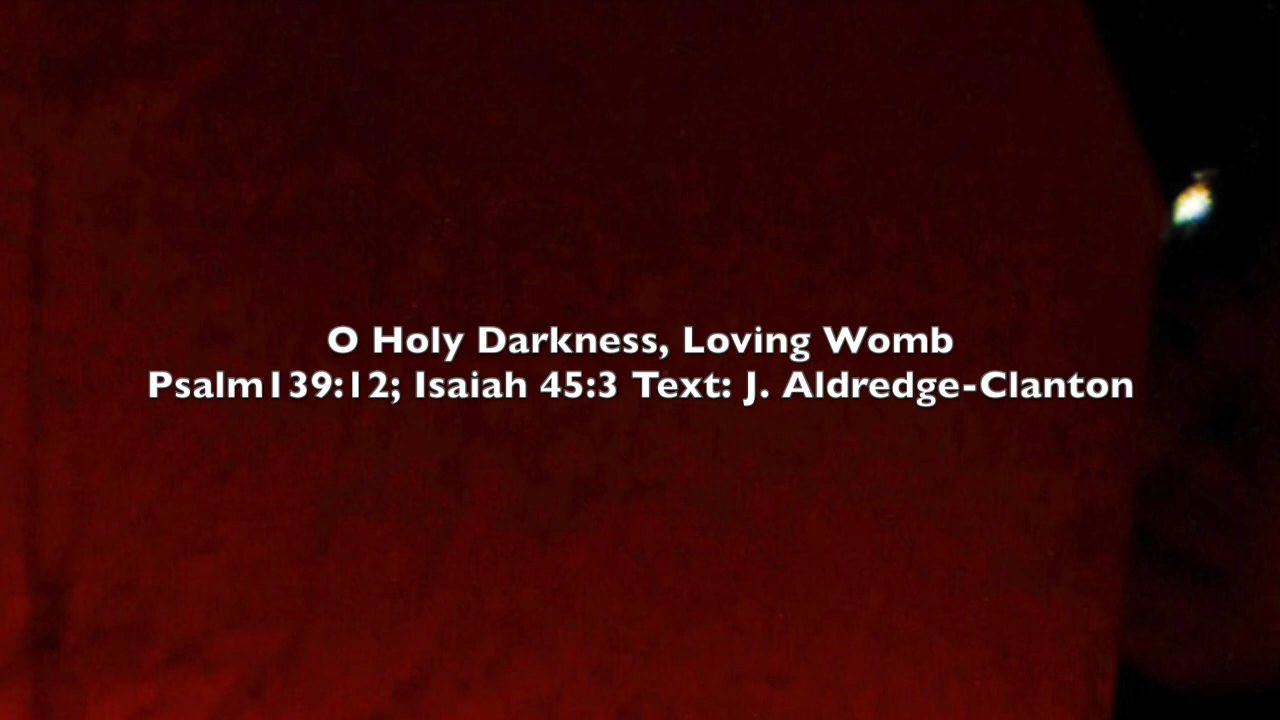 O Holy Darkness, Loving Womb
Psalm139:12; Isaiah 45:3 Text: J. Aldredge-Clanton